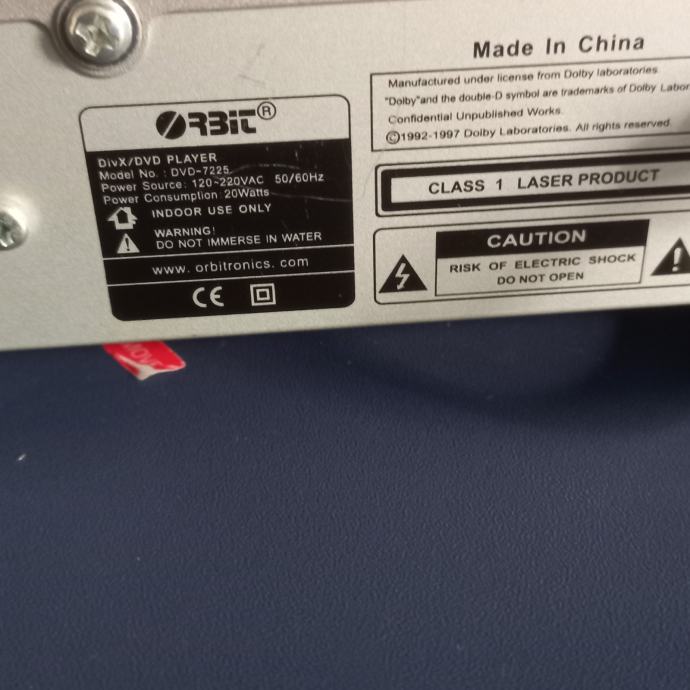 Made In China
Manufactured under license from Dolby laboratories.
"Dolby"and the double-D symbol are trademarks of Dolby
Confidential Unpublished Works.
©1992-1997 Dolby Laboratories. All rights reserved.
ORBiT®
DivX/DVD PLAYER
Model No. : DVD-7225
Power Source: 120~220VAC 50/60Hz
Power Consumption 20Watts
INDOOR USE ONLY
WARNING!
DO NOT IMMERSE IN WATER
www. orbitronics. com
CE
CLASS 1 LASER PRODUCT
CAUTION
RISK OF ELECTRIC SHOCK
DO NOT OPEN